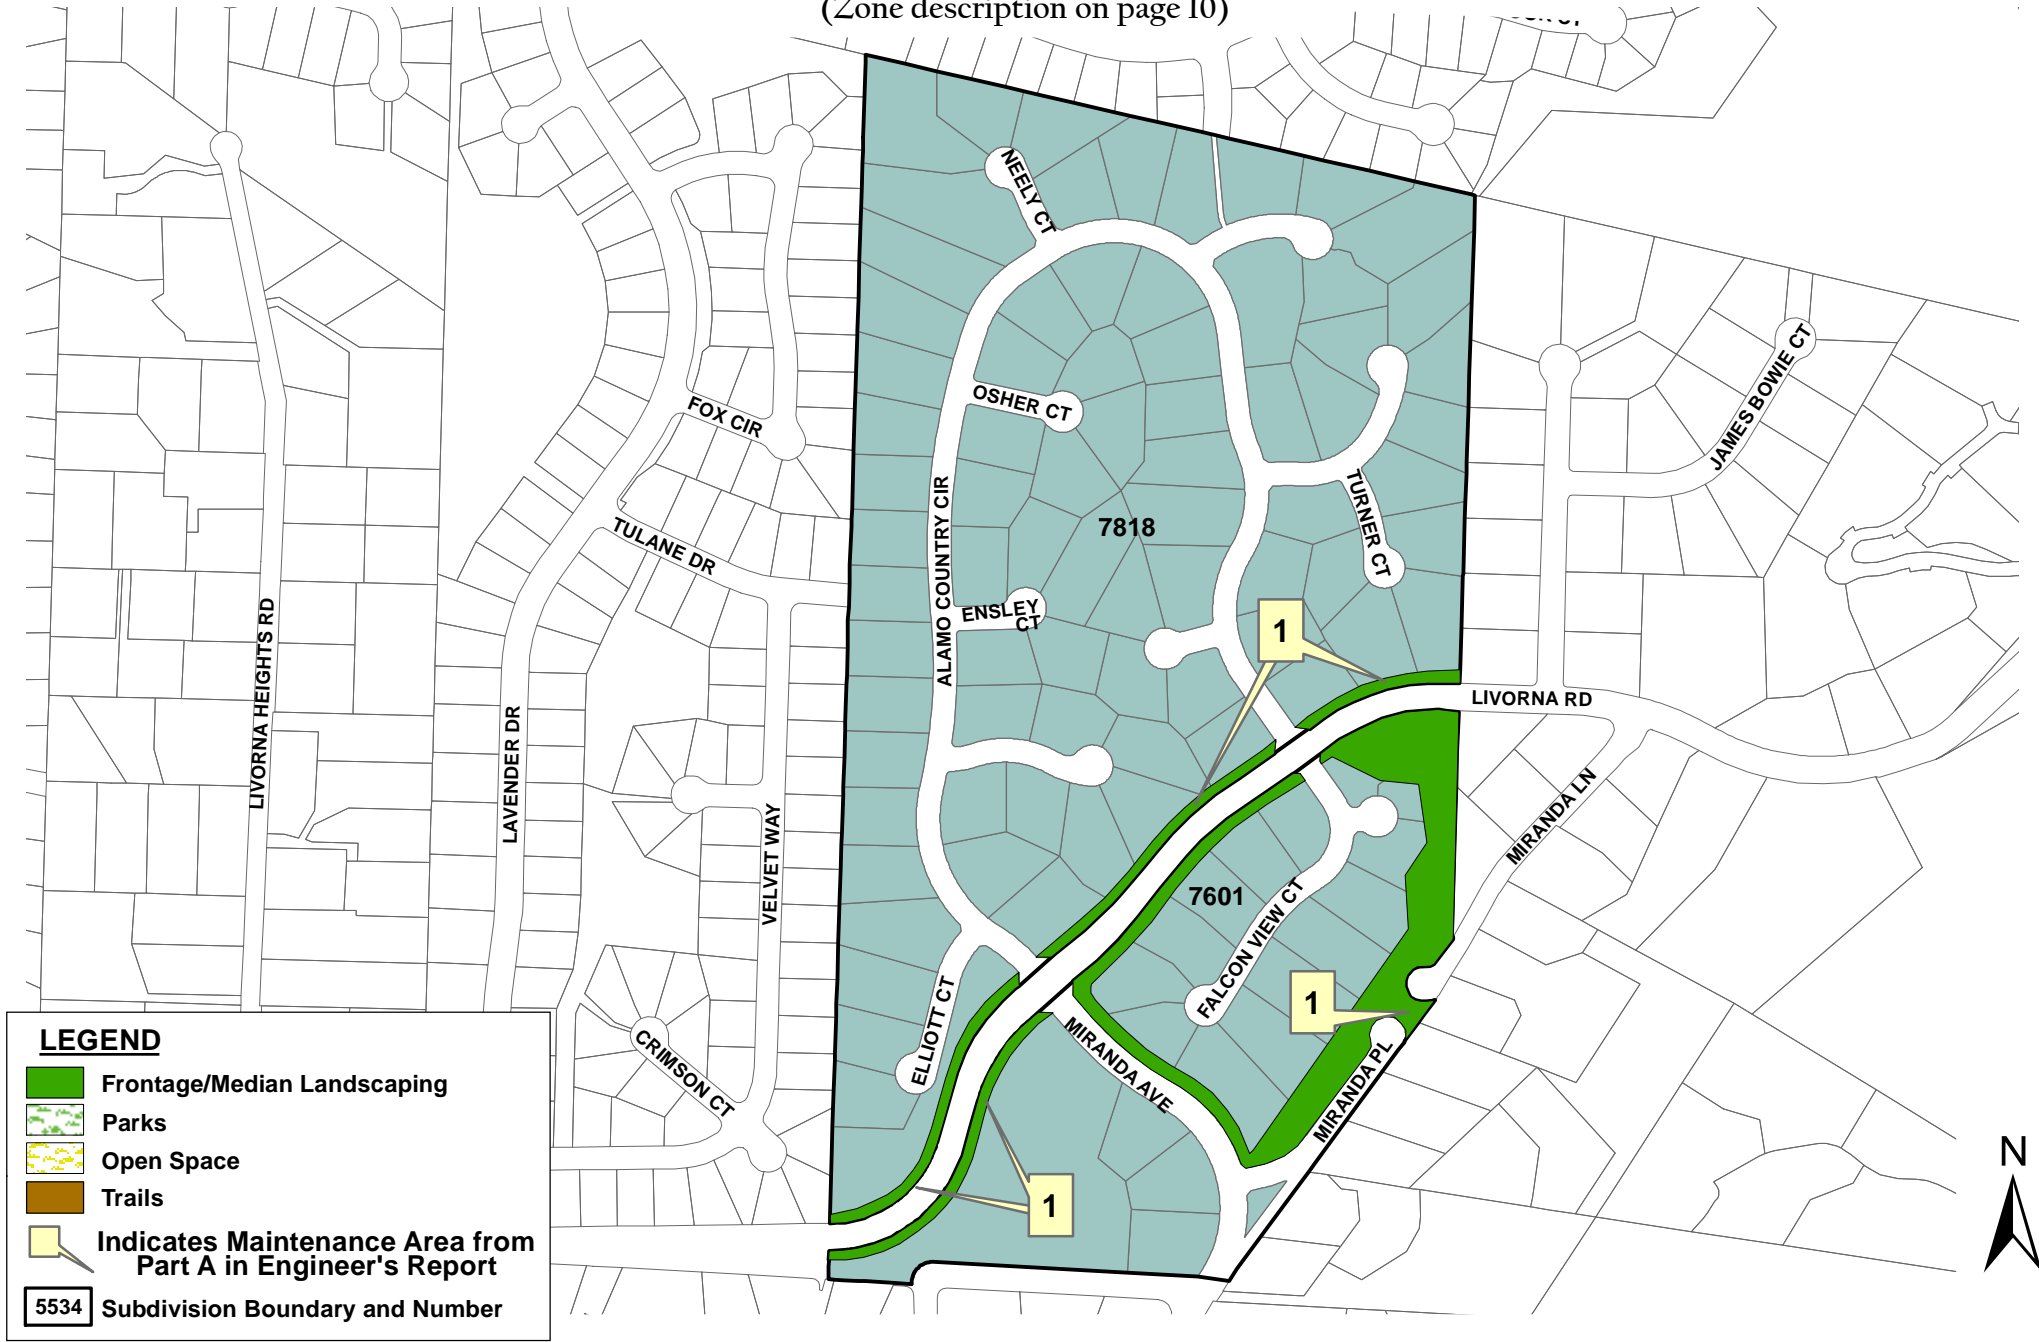 (Zone description on page 10)
NEELY CT
JAMES BOWIE CT
OSHER CT
FOX CIR
TURNER CT
ALAMO COUNTRY CIR
7818
TULANE DR
ENSLEY
CT
LIVORNA HEIGHTS RD
1
LIVORNA RD
LAVENDER DR
MIRANDA LN
VELVET WAY
7601
FALCON VIEW CT
1
ELLIOTT CT
MIRANDA AVE
MIRANDA PL
CRIMSON CT
1
N
LEGEND
Frontage/Median Landscaping
Parks
Open Space
Trails
Indicates Maintenance Area from
Part A in Engineer's Report
5534 Subdivision Boundary and Number